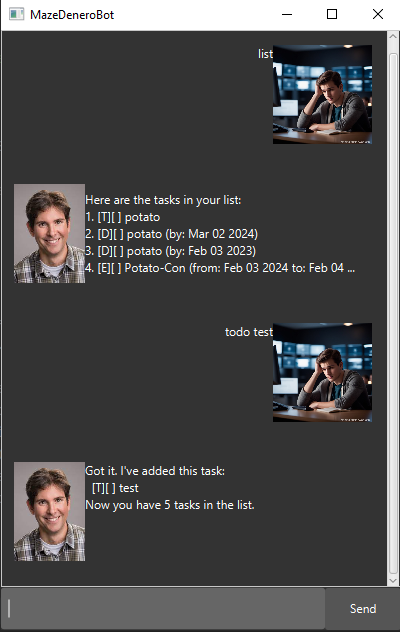 MazeDeneroBot
list
Here are the tasks in your list:
1. [T][ ] potato
2. [D][ ] potato (by: Mar 02 2024)
3. [D][ ] potato (by: Feb 03 2023)
4. [E][ ] Potato-Con (from: Feb 03 2024 to: Feb 04 ...
todo test
Got it. I've added this task:
[T][ ] test
Now you have 5 tasks in the list.
Send